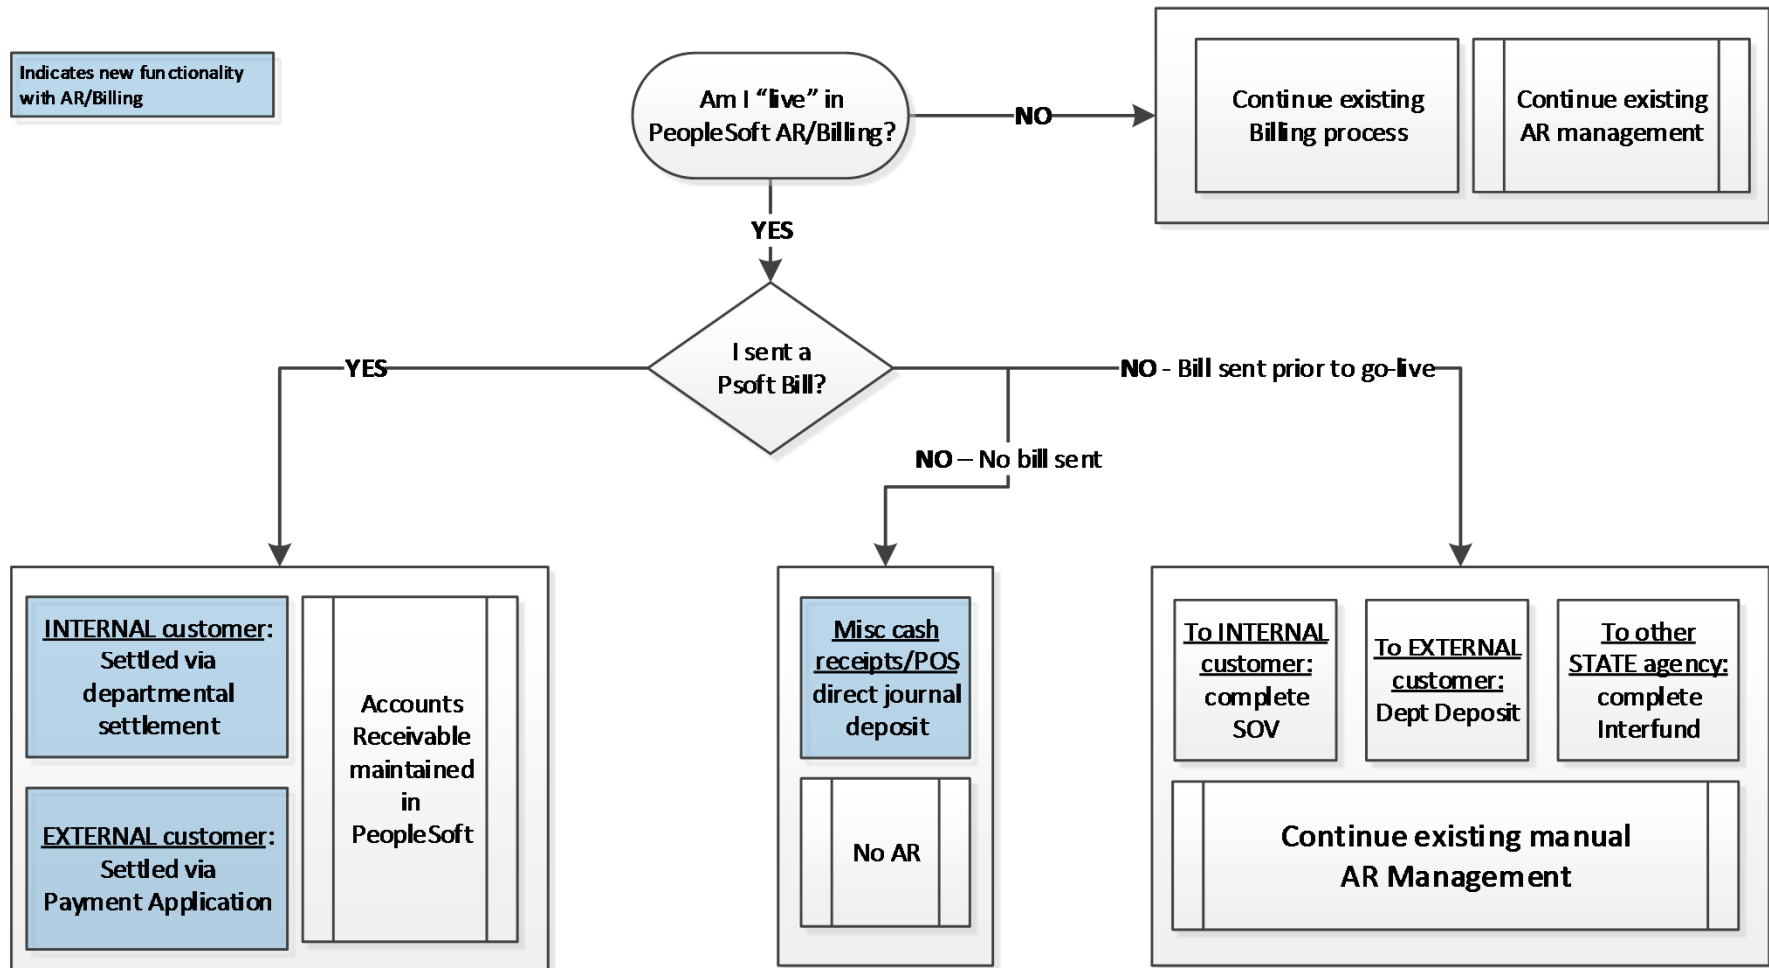 Indicates new functionality
with AR/Billing
Am I “live” in
PeopleSoft AR/Billing?
NO
Continue existing
Billing process
Continue existing
AR management
YES
I sent a
Psoft Bill?
YES
NO - Bill sent prior to go-live
NO – No bill sent
INTERNAL customer:
Settled via
departmental
settlement
EXTERNAL customer:
Settled via
Payment Application
Accounts
Receivable
maintained
in
PeopleSoft
Misc cash
receipts/POS
direct journal
deposit
No AR
To INTERNAL
customer:
complete
SOV
To EXTERNAL
customer:
Dept Deposit
To other
STATE agency:
complete
Interfund
Continue existing manual
AR Management